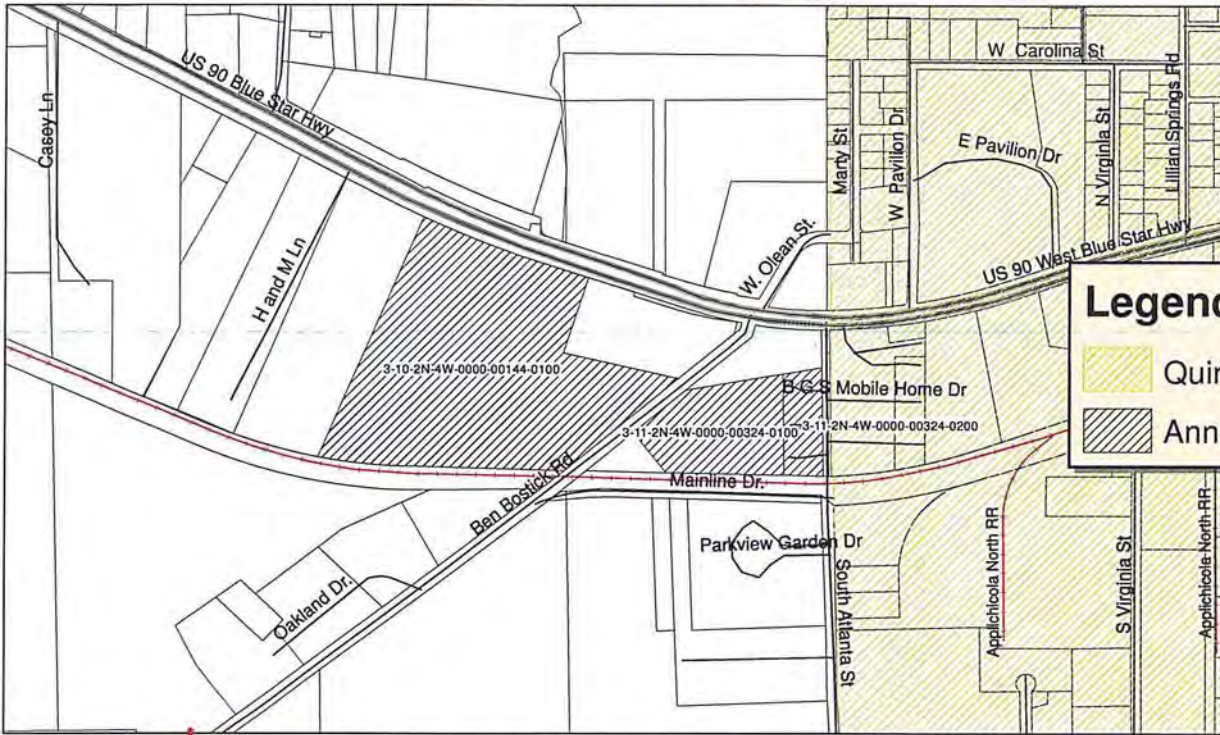 W Carolina St
US 90 Blue Star Hwy
Casey Ln
Marty St
W Pavilion Dr
E Pavilion Dr
N Virginia St
Lillian Springs Rd
H and M Ln
W. Olean St.
US 90 West Blue Star Hwy
Legend
Quin
Ann
3-10-2N-4W-0000-00144-0100
B G S Mobile Home Dr
3-11-2N-4W-0000-00324-0100
3-11-2N-4W-0000-00324-0200
Ben Bostick Rd
Mainline Dr.
Parkview Garden Dr
Oakland Dr.
South Atlanta St
Applichicola North RR
S Virginia St
Applichicola North RR